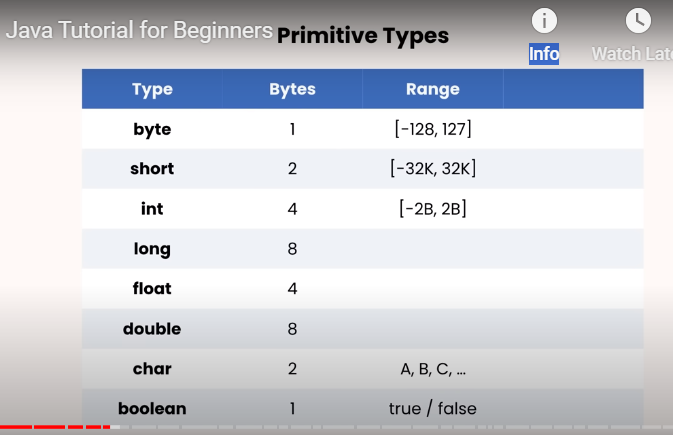 Java Tutorial for Beginners
Primitive Types
Info
Watch Late
Type Bytes Range
byte 1 [-128, 127]
short 2 [-32K, 32K]
int 4 [-2B, 2B]
long 8
float 4
double 8
char 2 A, B, C, ...
boolean 1 true / false